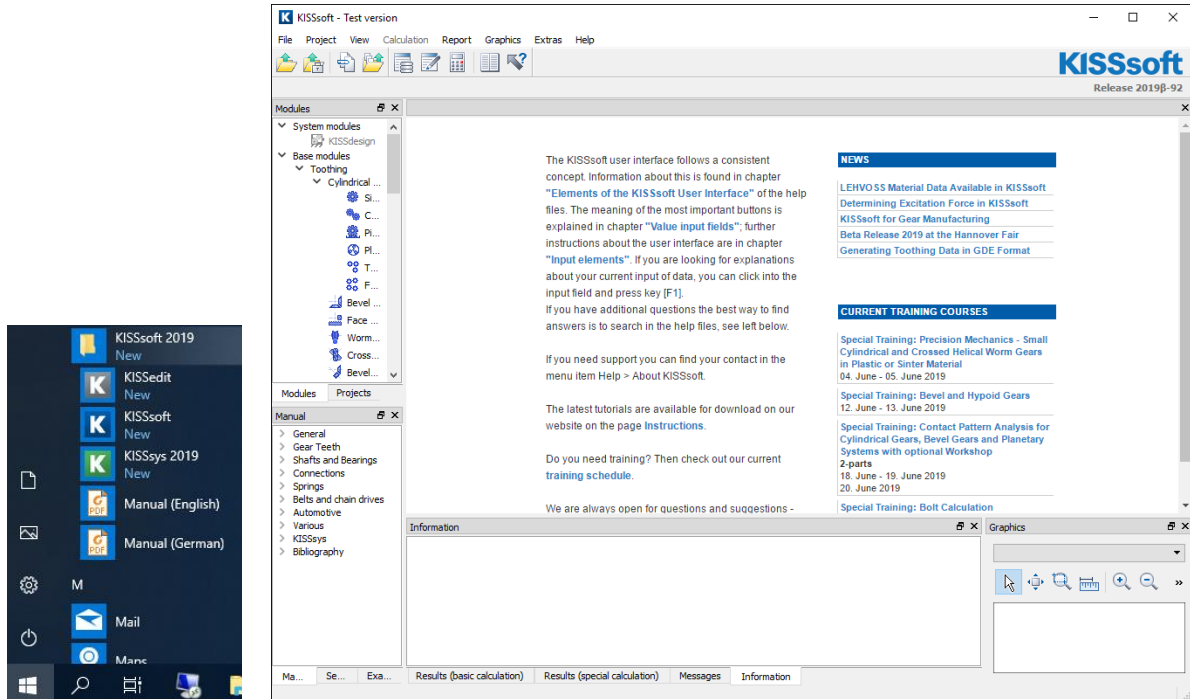 KISSsoft 2019
New
KISSedit
New
KISSsoft
New
KISSsys 2019
New
Manual (English)
Manual (German)
M
Mail
Maps
KISSsoft - Test version
File Project View Calculation Report Graphics Extras Help
KISSsoft
Release 2019β-92
Modules
System modules
KISSdesign
Base modules
Toothing
Cylindrical ...
Si...
C...
Pi...
Pl...
T...
F...
Bevel ...
Face ...
Worm...
Cross...
Bevel...
Modules Projects
Manual
General
Gear Teeth
Shafts and Bearings
Connections
Springs
Belts and chain drives
Automotive
Various
KISSsys
Bibliography
Ma... Se... Exa...
The KISSsoft user interface follows a consistent
concept. Information about this is found in chapter
"Elements of the KISSsoft User Interface" of the help
files. The meaning of the most important buttons is
explained in chapter "Value input fields"; further
instructions about the user interface are in chapter
"Input elements". If you are looking for explanations
about your current input of data, you can click into the
input field and press key [F1].
If you have additional questions the best way to find
answers is to search in the help files, see left below.
If you need support you can find your contact in the
menu item Help > About KISSsoft.
The latest tutorials are available for download on our
website on the page Instructions.
Do you need training? Then check out our current
training schedule.
We are always open for questions and suggestions -
NEWS
LEHVOSS Material Data Available in KISSsoft
Determining Excitation Force in KISSsoft
KISSsoft for Gear Manufacturing
Beta Release 2019 at the Hannover Fair
Generating Toothing Data in GDE Format
CURRENT TRAINING COURSES
Special Training: Precision Mechanics - Small
Cylindrical and Crossed Helical Worm Gears
in Plastic or Sinter Material
04. June - 05. June 2019
Special Training: Bevel and Hypoid Gears
12. June - 13. June 2019
Special Training: Contact Pattern Analysis for
Cylindrical Gears, Bevel Gears and Planetary
Systems with optional Workshop
2-parts
18. June - 19. June 2019
20. June 2019
Special Training: Bolt Calculation
Information
Graphics
Results (basic calculation) Results (special calculation) Messages Information